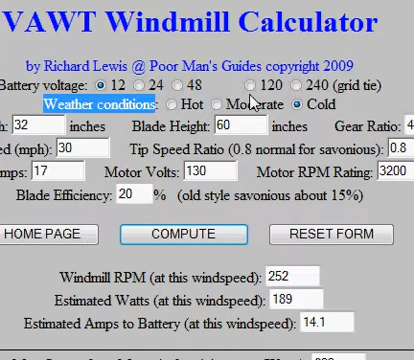 VAWT Windmill Calculator
by Richard Lewis @ Poor Man's Guides copyright 2009
Battery voltage: 12 24 48 120 240 (grid tie)
Weather conditions: Hot Moderate Cold
h: 32 inches Blade Height: 60 inches Gear Ratio: 4
ed (mph): 30 Tip Speed Ratio (0.8 normal for savonious): 0.8
mps: 17 Motor Volts: 130 Motor RPM Rating: 3200
Blade Efficiency: 20 % (old style savonious about 15%)
HOME PAGE COMPUTE RESET FORM
Windmill RPM (at this windspeed): 252
Estimated Watts (at this windspeed): 189
Estimated Amps to Battery (at this windspeed): 14.1